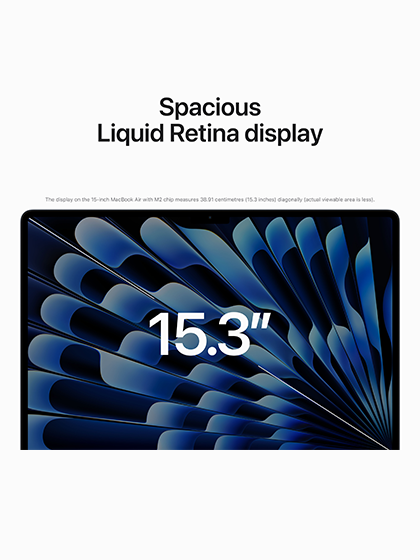 Spacious
Liquid Retina display
The display on the 15-inch MacBook Air with M2 chip measures 38.91 centimetres (15.3 inches) diagonally (actual viewable area is less).
15.3″